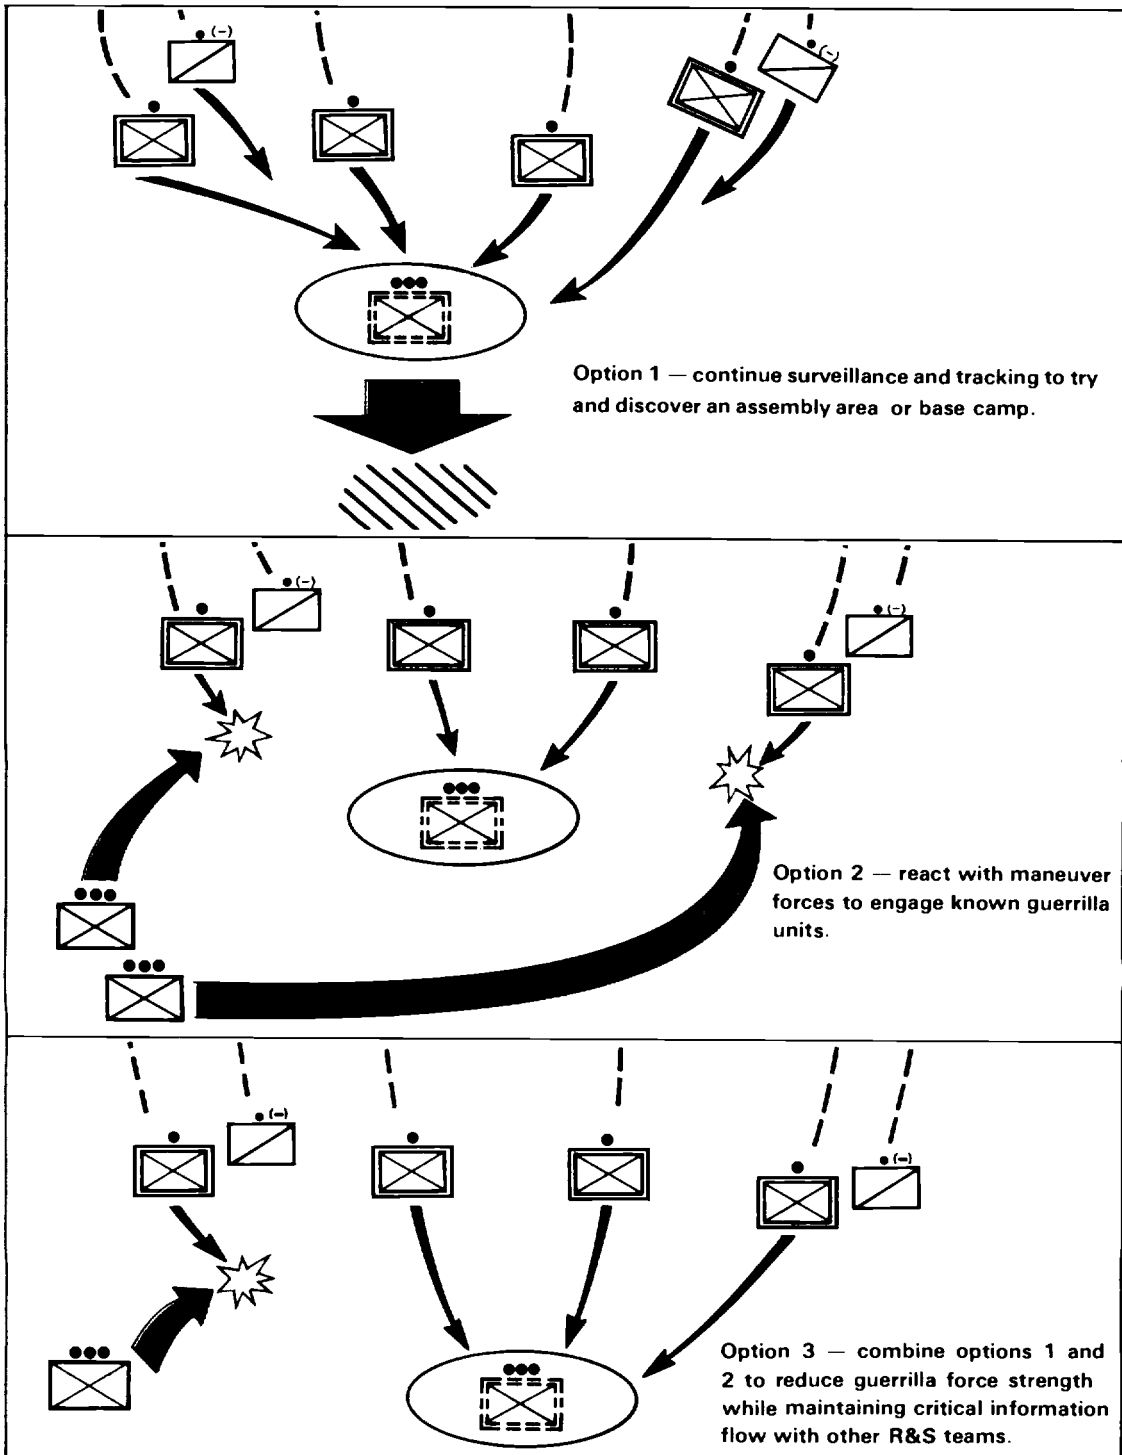 (-)
(-)
Option 1 — continue surveillance and tracking to try
and discover an assembly area or base camp.
(-)
(-)
Option 2 — react with maneuver
forces to engage known guerrilla
units.
(-)
(-)
Option 3 — combine options 1 and
2 to reduce guerrilla force strength
while maintaining critical information
flow with other R&S teams.